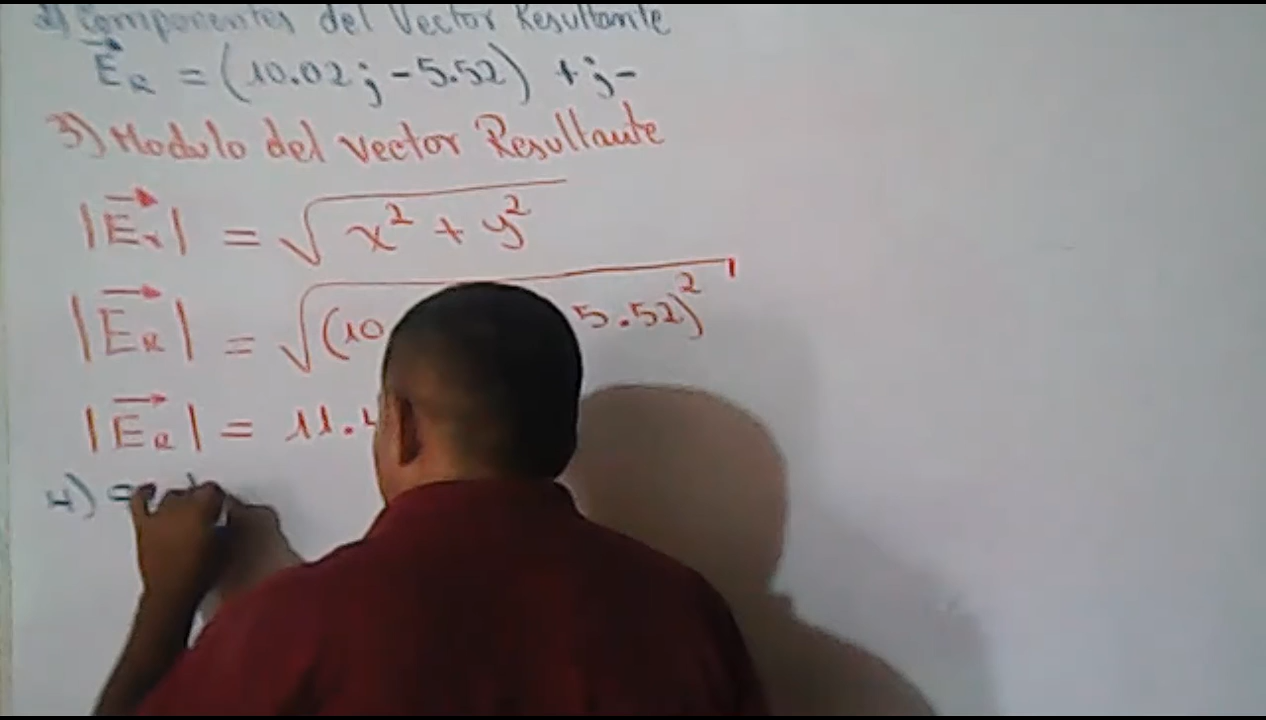 2) Componentes del Vector Resultante
E_R = (10.02; -5.52) +; -
3) Modulo del vector Resultante
|E_r| = √x² + y²
|E_R| = √(10 5.52)²
|E_R| = 11.4
4)